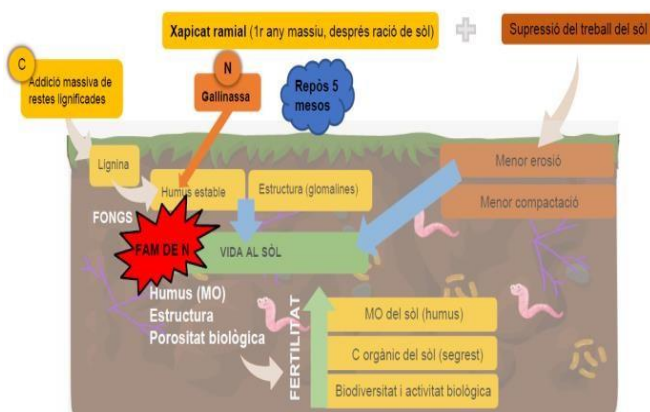 Xapicat ramial (1r any massiu, després ració de sòl)
Supressió del treball del sòl
C
Addició massiva de
restes lignificades
N
Gallinassa
Repòs 5
mesos
Lignina
Humus estable
Estructura (glomalines)
Menor erosió
Menor compactació
FONGS
FAM DE N
VIDA AL SÒL
Humus (MO)
Estructura
Porositat biològica
FERTILITAT
MO del sòl (humus)
C orgànic del sòl (segrest)
Biodiversitat i activitat biològica